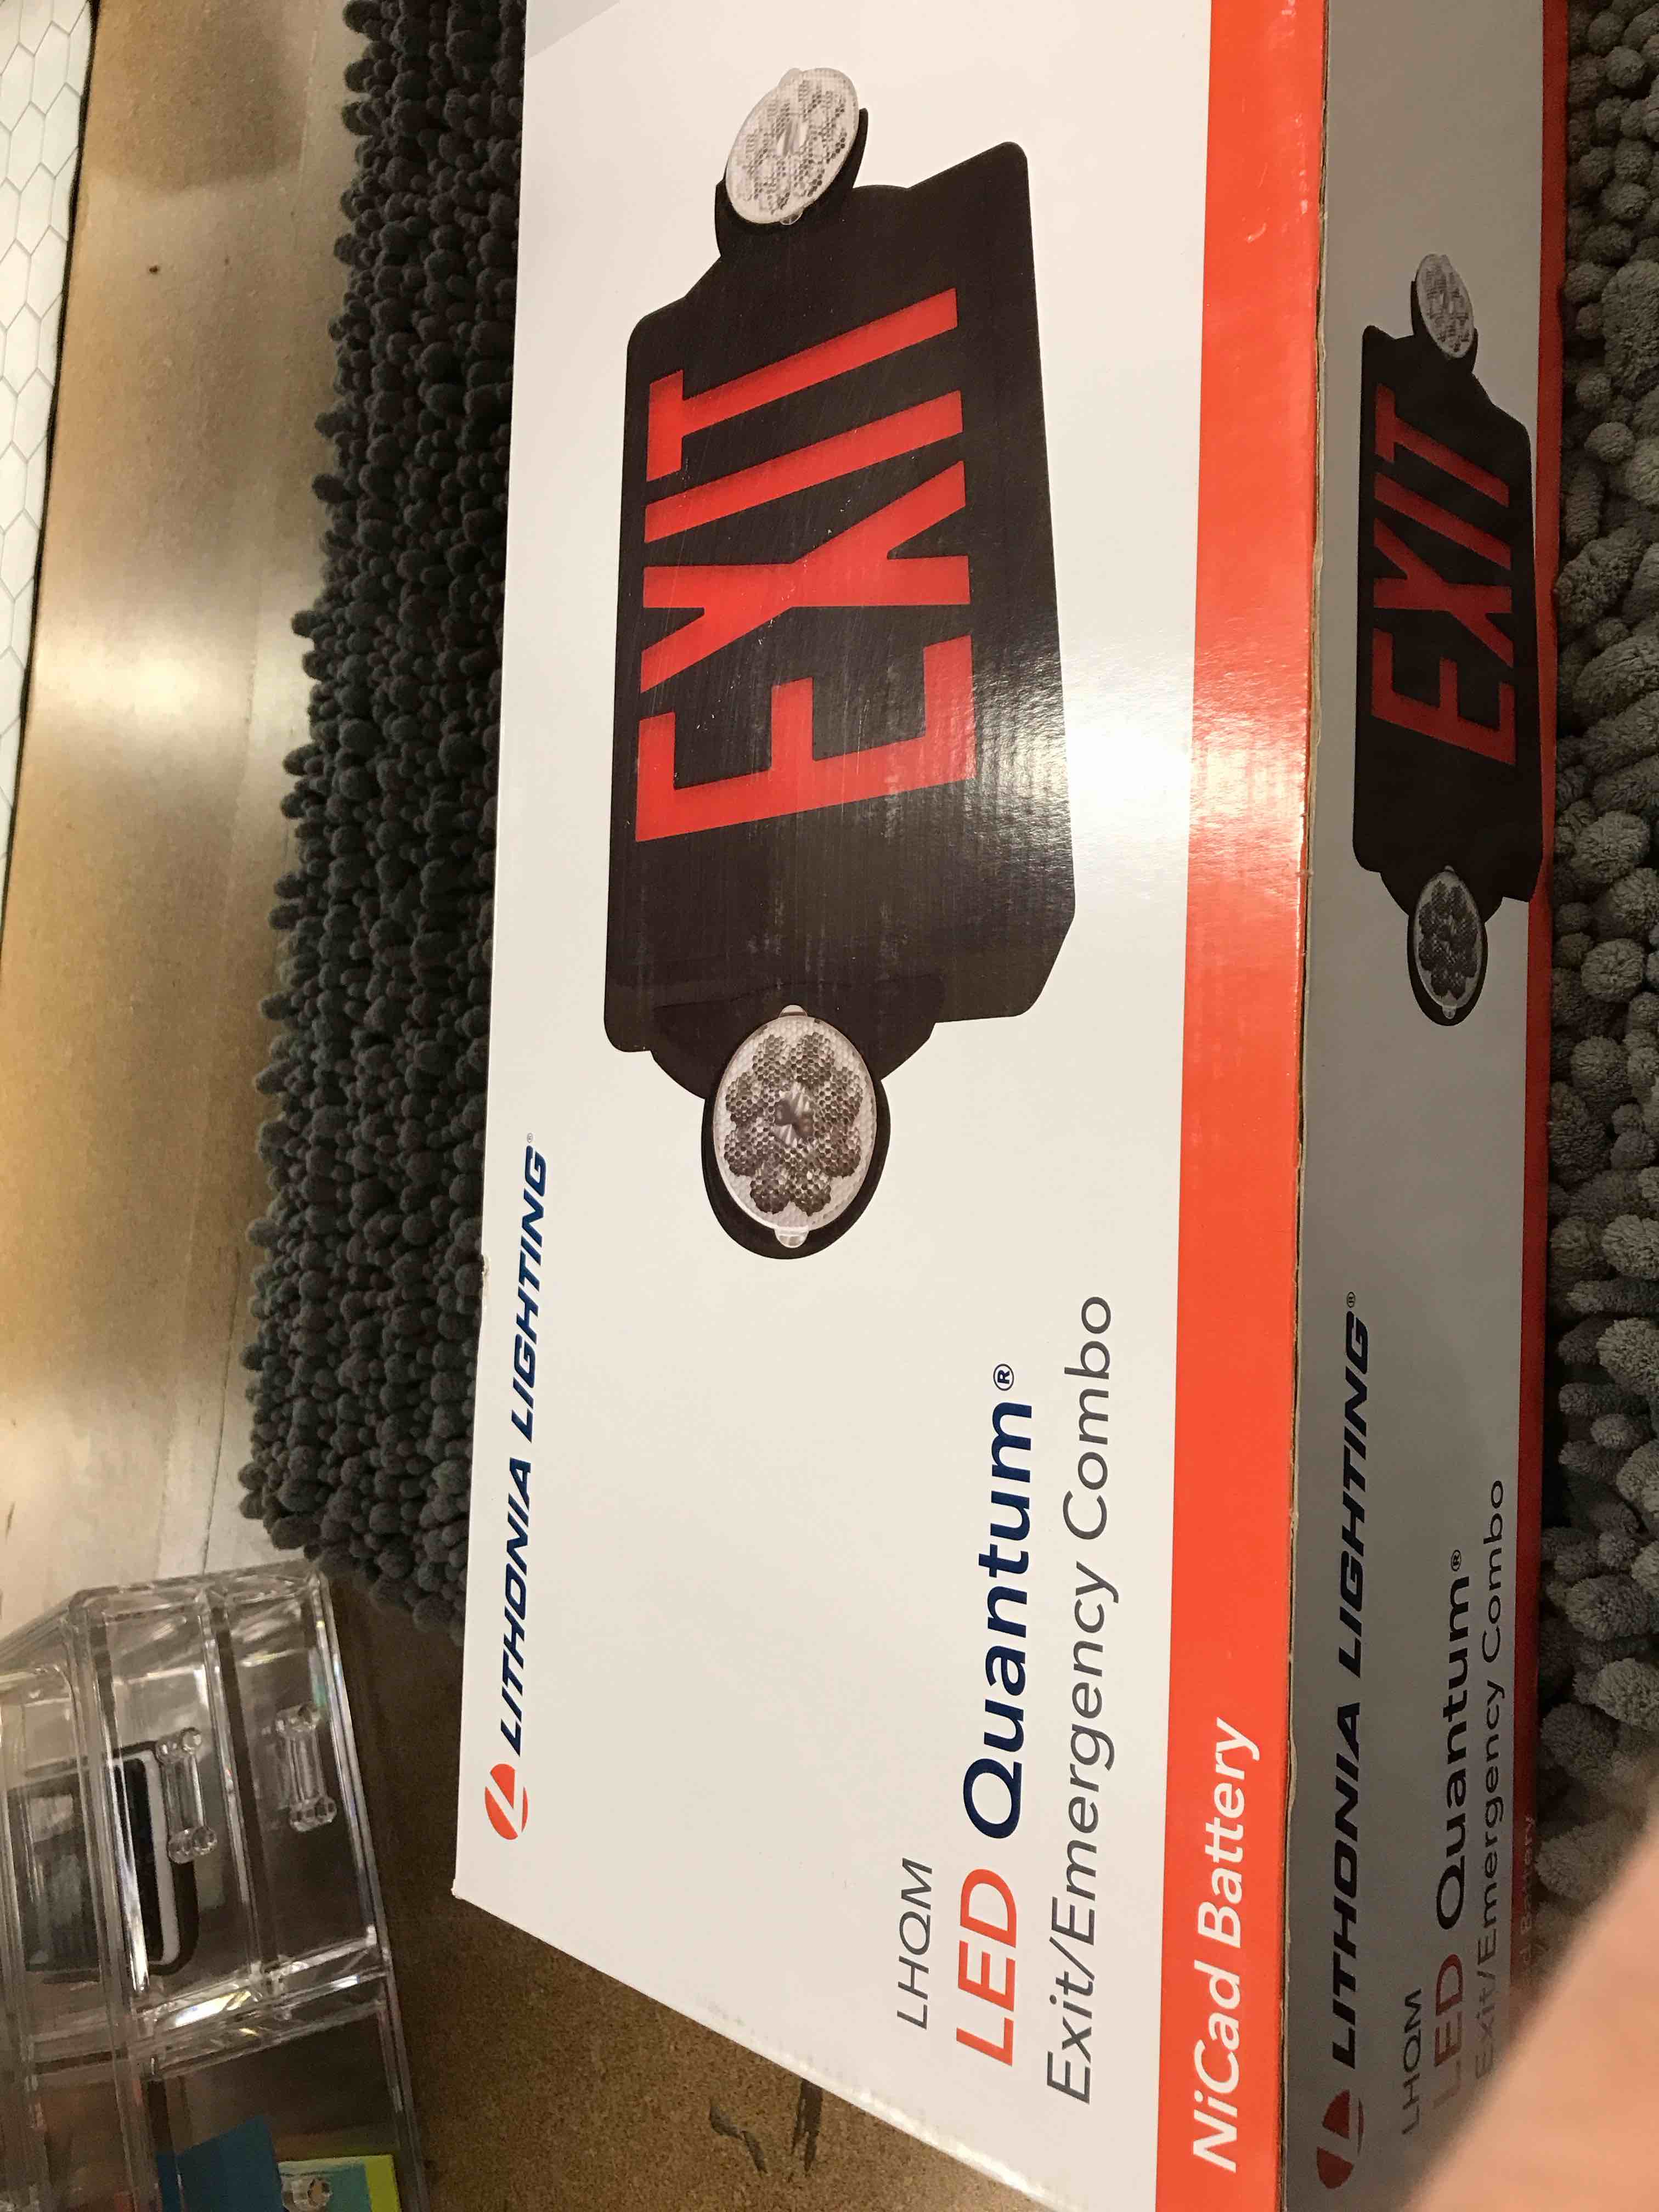 LITHONIA LIGHTING®
EXIT
LHQM
LED Quantum®
Exit/Emergency Combo
NiCad Battery
LITHONIA LIGHTING®
EXIT
LHQM
LED Quantum®
Exit/Emergency Combo
Battery